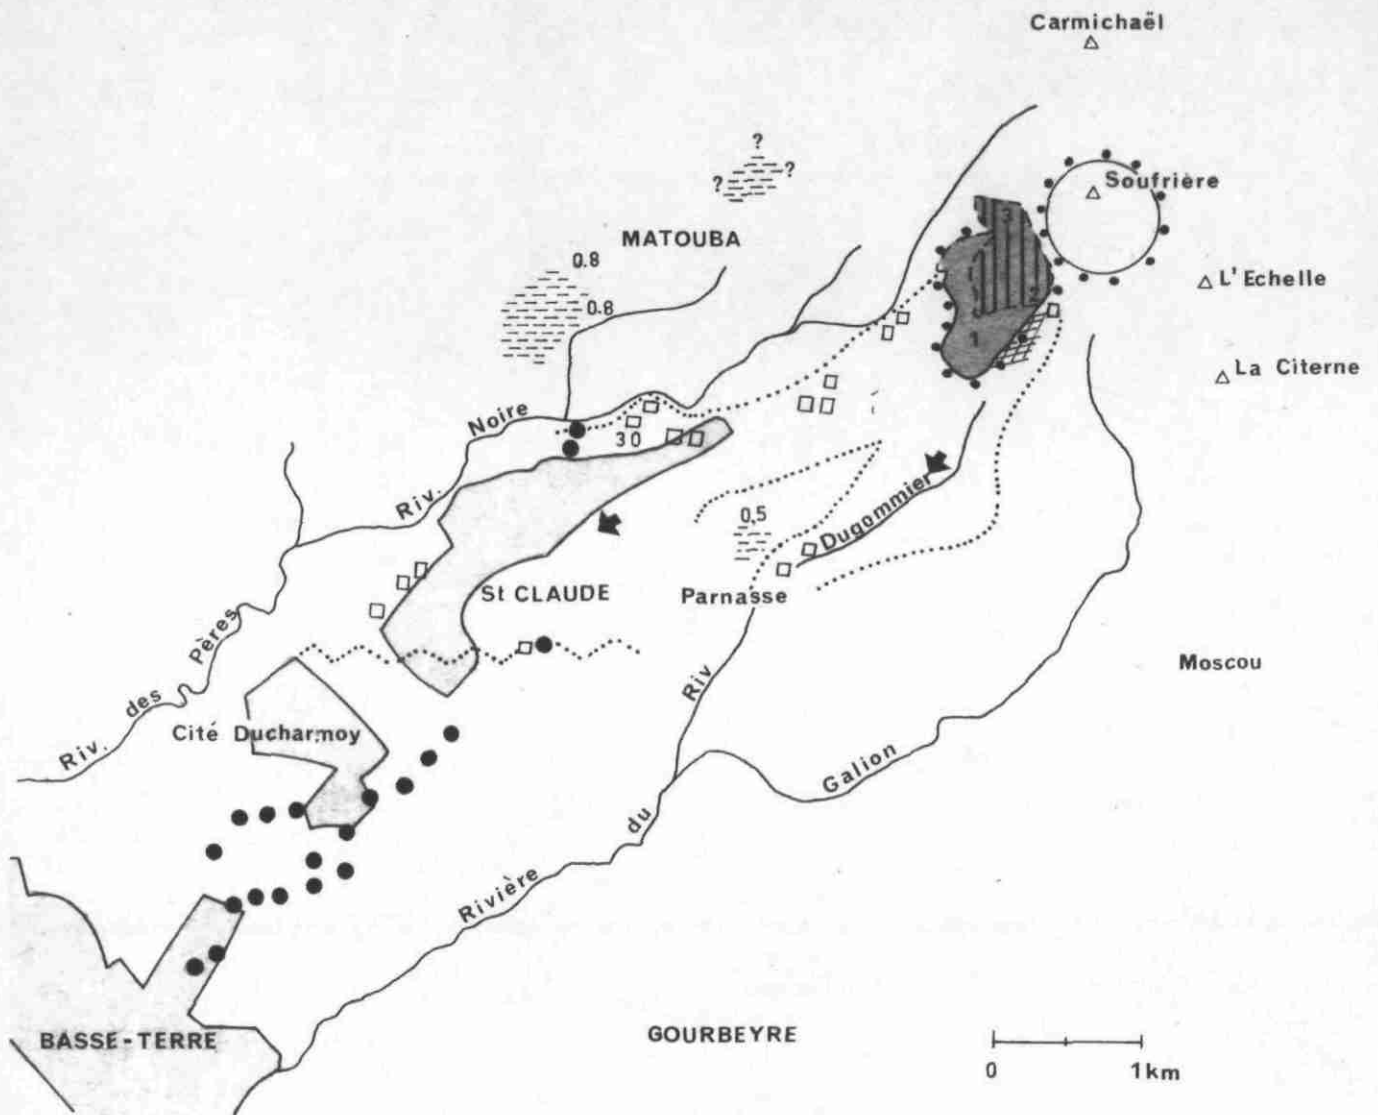 Carmichaël
?
? ?
Soufrière
3
MATOUBA
0.8
L'Echelle
2
0.8
1
La Citerne
Noire
30
Riv.
0,5
Dugommier
St CLAUDE
Parnasse
Pères
des
Riv.
Moscou
Riv
Cité Ducharmoy
Galion
du
Rivière
BASSE-TERRE
GOURBEYRE
0 1km